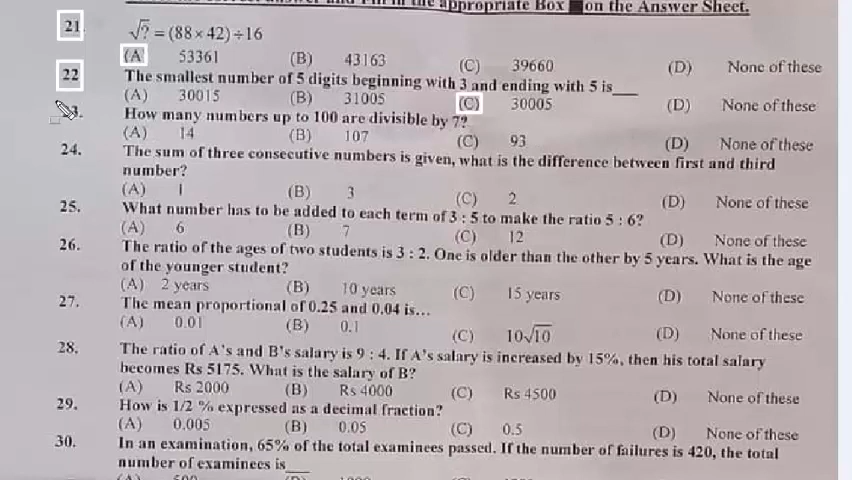 appropriate Box on the Answer Sheet.
21 √? = (88 × 42) ÷ 16
(A) 53361 (B) 43163 (C) 39660 (D) None of these
22 The smallest number of 5 digits beginning with 3 and ending with 5 is___
(A) 30015 (B) 31005 (C) 30005 (D) None of these
How many numbers up to 100 are divisible by 7?
(A) 14 (B) 107 (C) 93 (D) None of these
24. The sum of three consecutive numbers is given, what is the difference between first and third
number?
(A) 1 (B) 3 (C) 2 (D) None of these
25. What number has to be added to each term of 3 : 5 to make the ratio 5 : 6?
(A) 6 (B) 7 (C) 12 (D) None of these
26. The ratio of the ages of two students is 3 : 2. One is older than the other by 5 years. What is the age
of the younger student?
(A) 2 years (B) 10 years (C) 15 years (D) None of these
27. The mean proportional of 0.25 and 0.04 is...
(A) 0.01 (B) 0.1 (C) 10√10 (D) None of these
28. The ratio of A's and B's salary is 9 : 4. If A's salary is increased by 15%, then his total salary
becomes Rs 5175. What is the salary of B?
(A) Rs 2000 (B) Rs 4000 (C) Rs 4500 (D) None of these
29. How is 1/2 % expressed as a decimal fraction?
(A) 0.005 (B) 0.05 (C) 0.5 (D) None of these
30. In an examination, 65% of the total examinees passed. If the number of failures is 420, the total
number of examinees is___